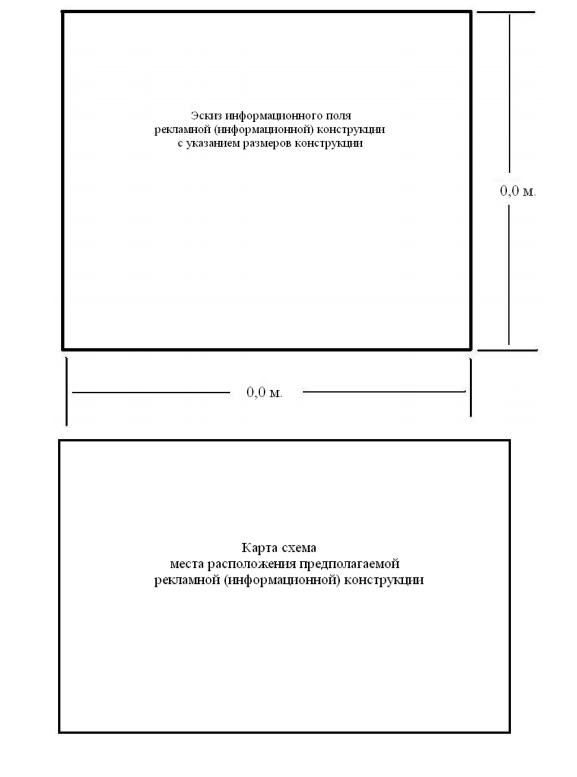 Эскиз информационного поля
рекламной (информационной) конструкции
с указанием размеров конструкции
0,0 м.
0,0 м.
Карта схема
места расположения предполагаемой
рекламной (информационной) конструкции